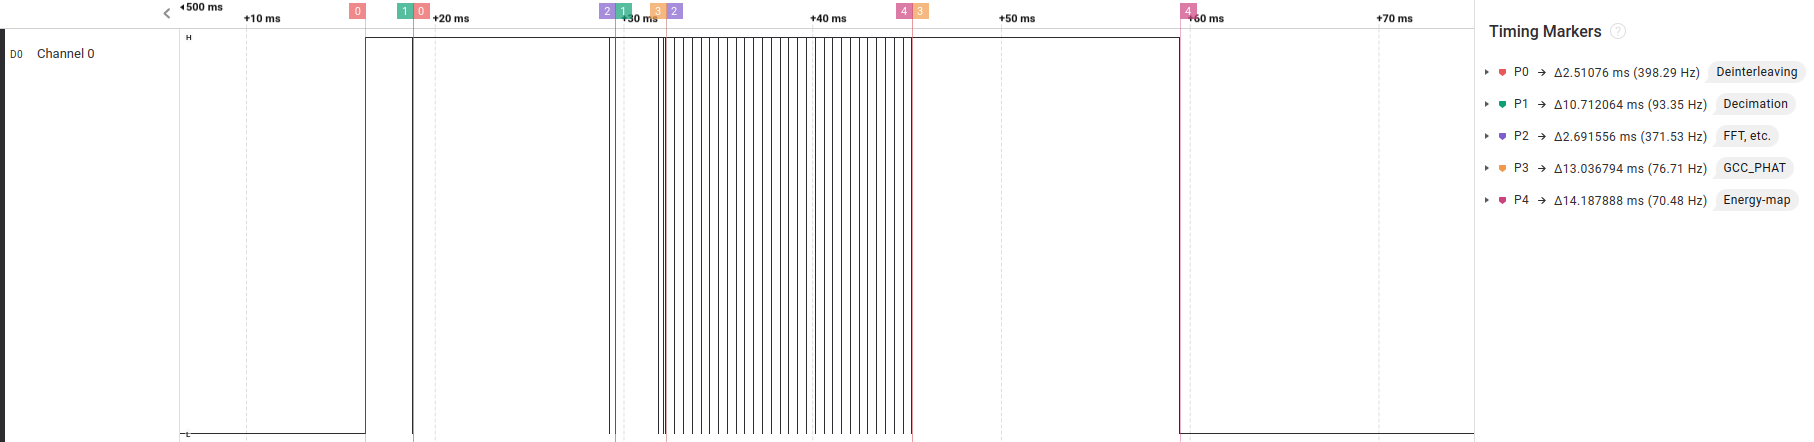 500 ms
+10 ms
0
1
0
+20 ms
2
1
+30 ms
3
2
+40 ms
4
3
+50 ms
4
+60 ms
+70 ms
D0 Channel 0
H
L
Timing Markers ?
P0 → Δ2.51076 ms (398.29 Hz) Deinterleaving
P1 → Δ10.712064 ms (93.35 Hz) Decimation
P2 → Δ2.691556 ms (371.53 Hz) FFT, etc.
P3 → Δ13.036794 ms (76.71 Hz) GCC_PHAT
P4 → Δ14.187888 ms (70.48 Hz) Energy-map